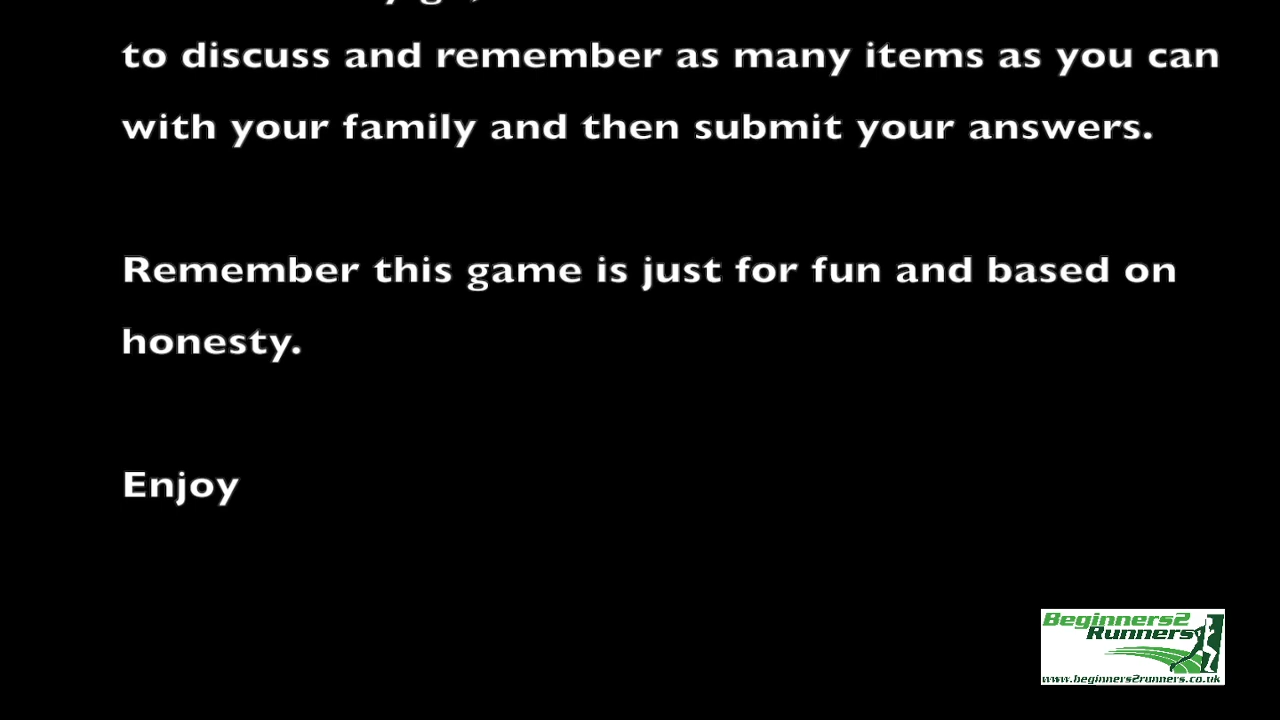 to discuss and remember as many items as you can
with your family and then submit your answers.
Remember this game is just for fun and based on
honesty.
Enjoy
Beginners2
Runners
www.beginners2runners.co.uk